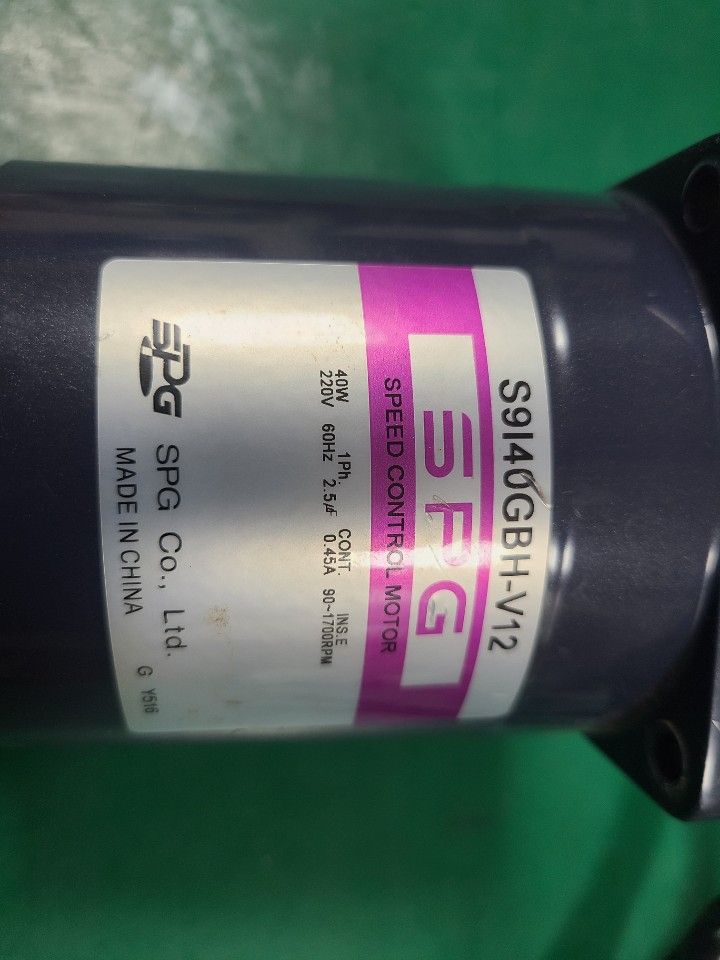 S9I40GBH-V12
SPG
SPEED CONTROL MOTOR
40W 1Ph. CONT. INS.E
220V 60Hz 2.5㎌ 0.45A 90~1700RPM
SPG SPG Co., Ltd.
MADE IN CHINA G Y516